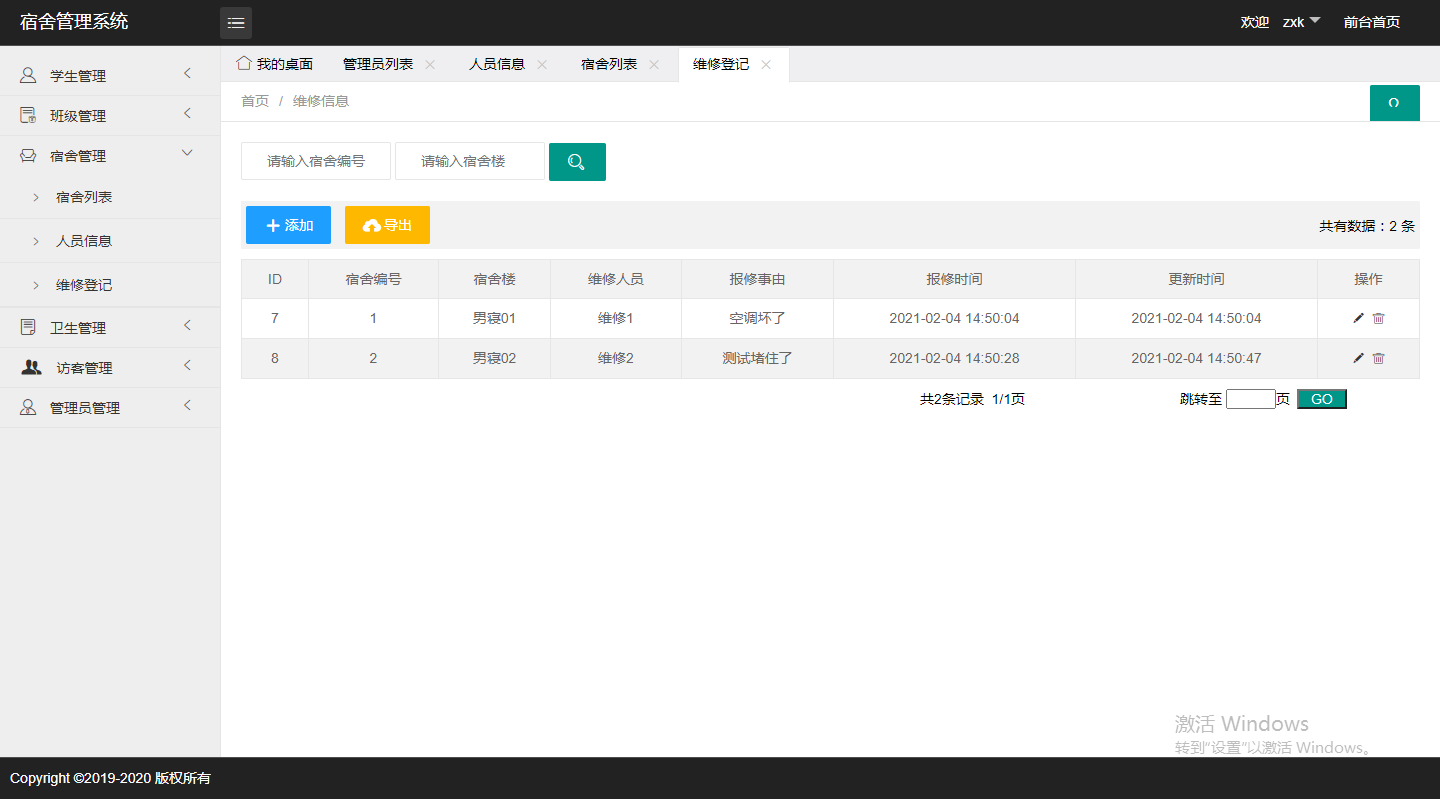 宿舍管理系统
欢迎 zxk 前台首页
学生管理
班级管理
宿舍管理
宿舍列表
人员信息
维修登记
卫生管理
访客管理
管理员管理
我的桌面 管理员列表 人员信息 宿舍列表 维修登记
首页 / 维修信息
请输入宿舍编号 请输入宿舍楼
添加 导出 共有数据：2 条
ID 宿舍编号 宿舍楼 维修人员 报修事由 报修时间 更新时间 操作
7 1 男寝01 维修1 空调坏了 2021-02-04 14:50:04 2021-02-04 14:50:04
8 2 男寝02 维修2 测试堵住了 2021-02-04 14:50:28 2021-02-04 14:50:47
共2条记录 1/1页 跳转至 页 GO
激活 Windows
转到"设置"以激活 Windows。
Copyright ©2019-2020 版权所有